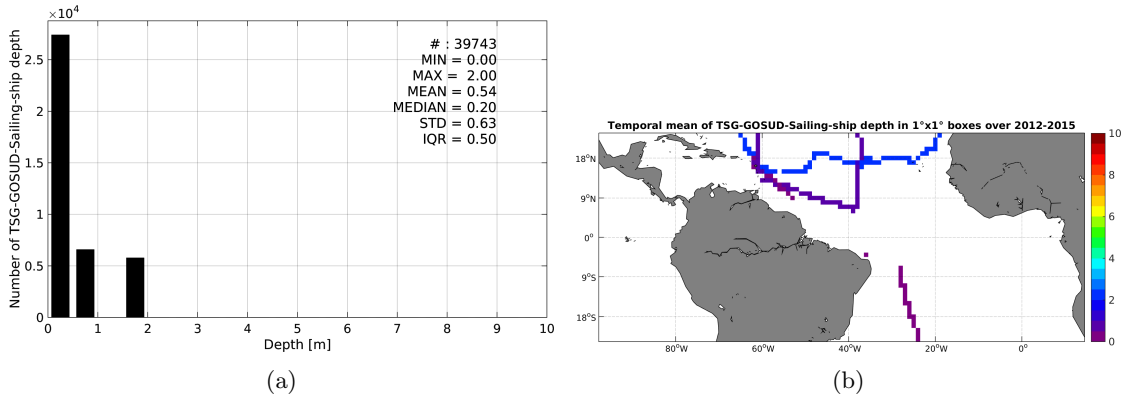 ×10⁴
Number of TSG-GOSUD-Sailing-ship depth
2.5
2
1.5
1
0.5
0
0 1 2 3 4 5 6 7 8 9 10
Depth [m]
# : 39743
MIN = 0.00
MAX = 2.00
MEAN = 0.54
MEDIAN = 0.20
STD = 0.63
IQR = 0.50
(a)
Temporal mean of TSG-GOSUD-Sailing-ship depth in 1°x1° boxes over 2012-2015
18°N
9°N
0°
9°S
18°S
80°W 60°W 40°W 20°W 0°
10
8
6
4
2
0
(b)